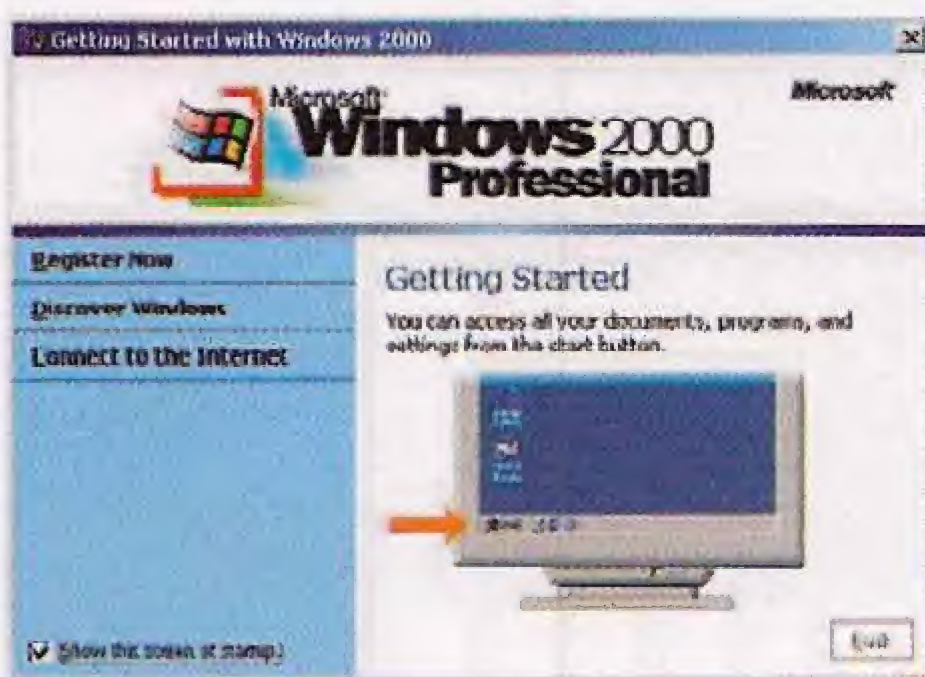 Getting Started with Windows 2000
Microsoft
Windows 2000
Professional
Microsoft
Register Now
Discover Windows
Connect to the Internet
Getting Started
You can access all your documents, programs, and
settings from the start button.
Show this screen at startup.
Exit